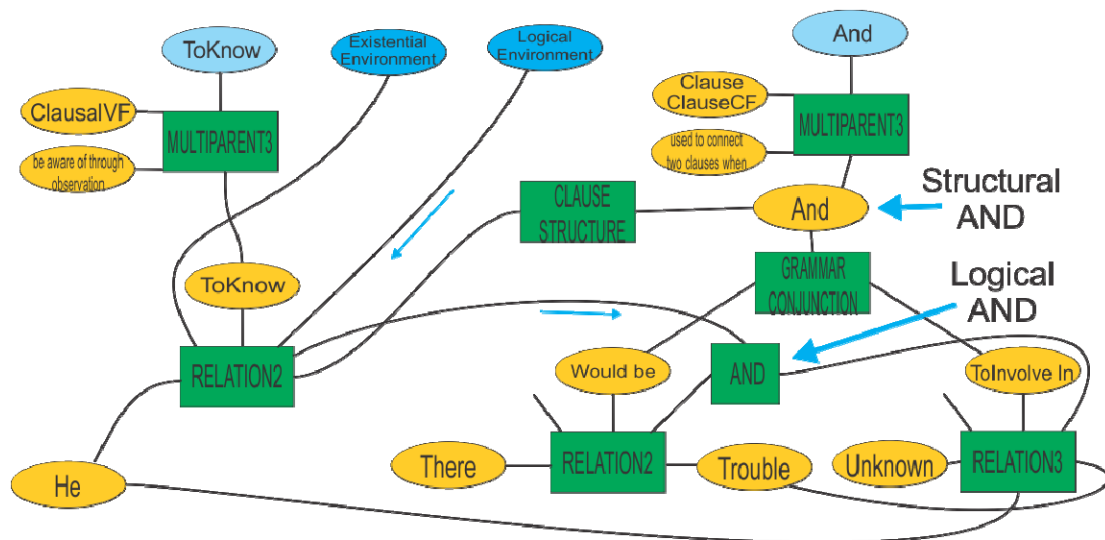 ToKnow
Existential
Environment
Logical
Environment
And
ClausalVF
MULTIPARENT3
be aware of through
observation
Clause
ClauseCF
MULTIPARENT3
used to connect
two clauses when
CLAUSE
STRUCTURE
And
Structural
AND
ToKnow
GRAMMAR
CONJUNCTION
Logical
AND
RELATION2
Would be
AND
ToInvolve In
He
There
RELATION2
Trouble
Unknown
RELATION3